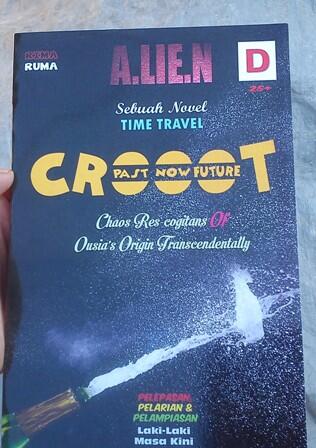 RIMA
RUMA
A.LIE.N
D
25+
Sebuah Novel
TIME TRAVEL
CROOOT
PAST NOW FUTURE
Chaos Res-cogitans Of
Ousia's Origin Transcendentally
PELEPASAN,
PELARIAN &
PELAMPIASAN
Laki-Laki
Masa Kini